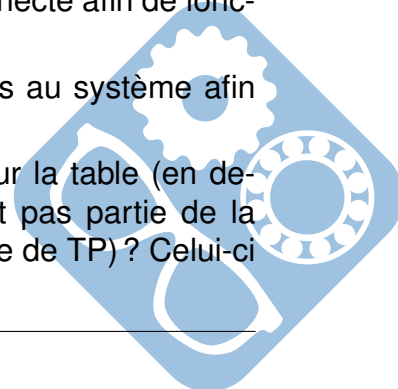 necté afin de fonc-
s au système afin
ur la table (en de-
t pas partie de la
e de TP) ? Celui-ci